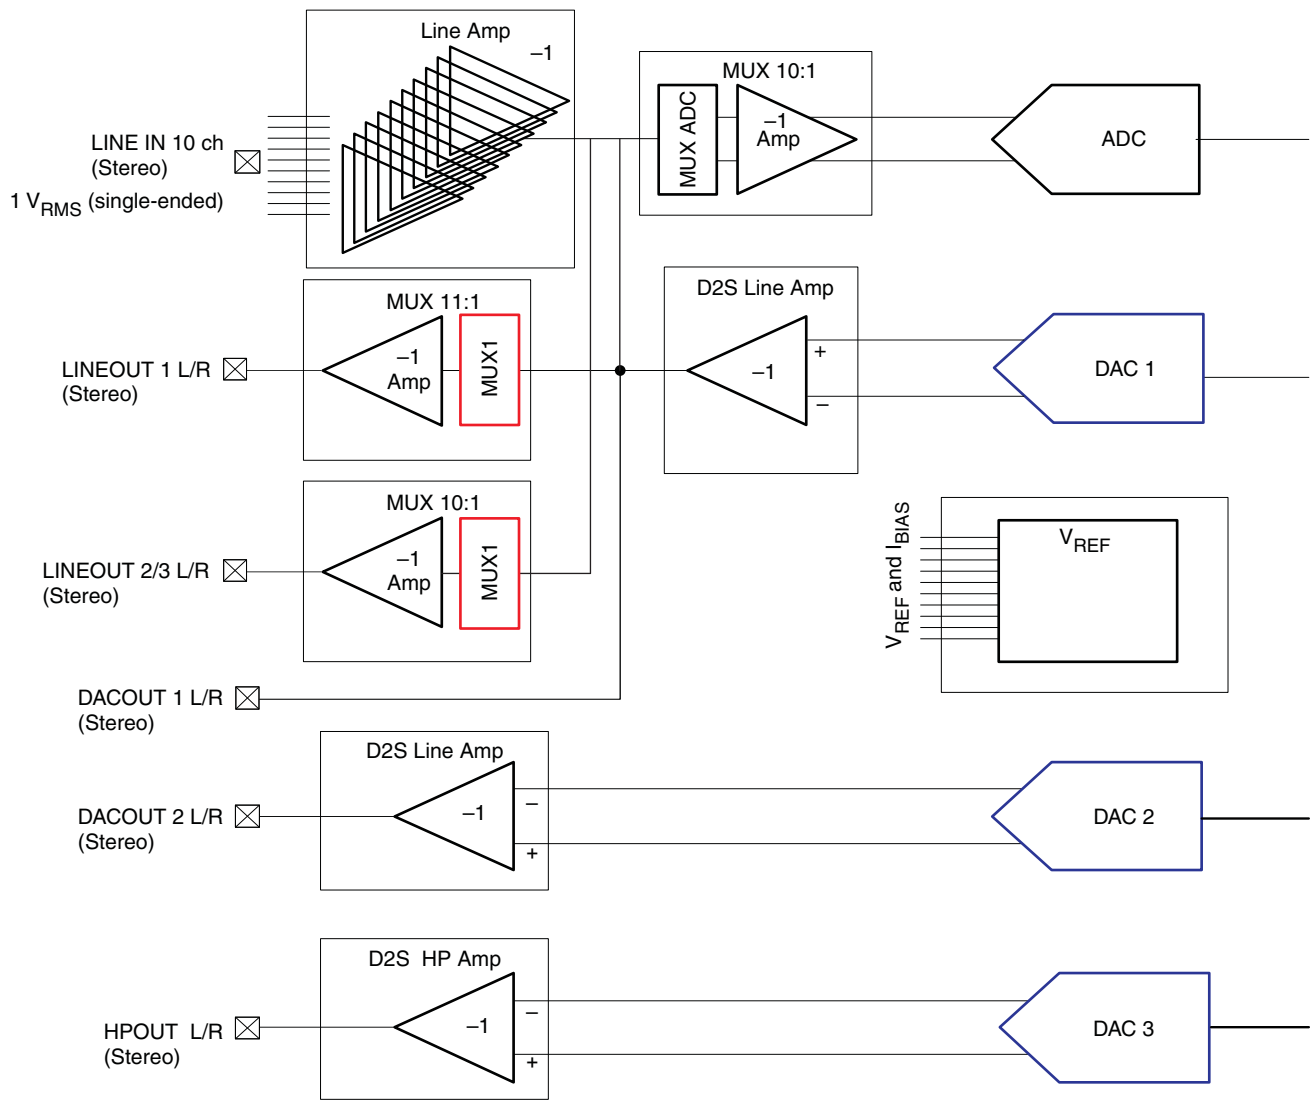 Line Amp
–1
LINE IN 10 ch
(Stereo)
1 VRMS (single-ended)
MUX 10:1
MUX ADC
–1
Amp
ADC
MUX 11:1
–1
Amp
MUX1
LINEOUT 1 L/R
(Stereo)
D2S Line Amp
–1
+
–
DAC 1
MUX 10:1
–1
Amp
MUX1
LINEOUT 2/3 L/R
(Stereo)
VREF and IBIAS
VREF
DACOUT 1 L/R
(Stereo)
D2S Line Amp
–1
–
+
DACOUT 2 L/R
(Stereo)
DAC 2
D2S HP Amp
–1
–
+
HPOUT L/R
(Stereo)
DAC 3